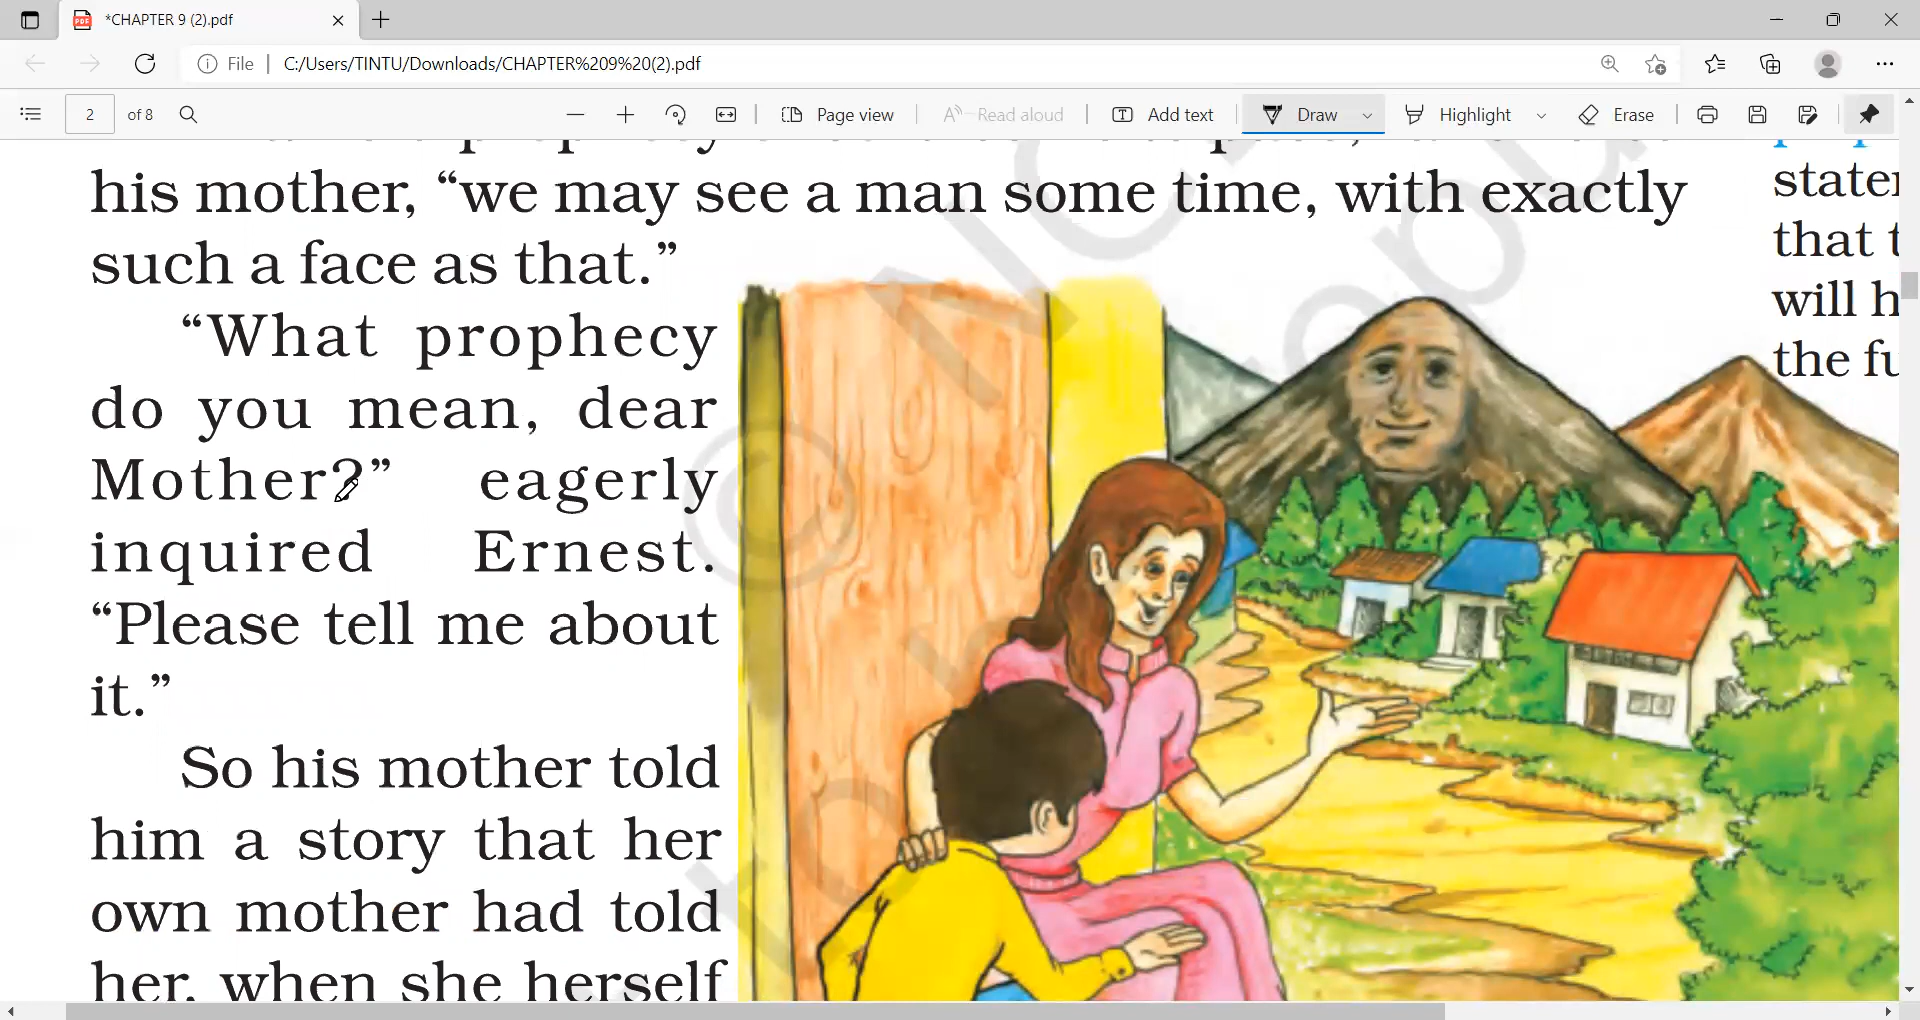 *CHAPTER 9 (2).pdf
File
C:/Users/TINTU/Downloads/CHAPTER%209%20(2).pdf
2 of 8
Page view
Read aloud
Add text
Draw
Highlight
Erase
his mother, “we may see a man some time, with exactly
such a face as that.”
“What prophecy
do you mean, dear
Mother?” eagerly
inquired Ernest.
“Please tell me about
it.”
So his mother told
him a story that her
own mother had told
her, when she herself
that
will
the